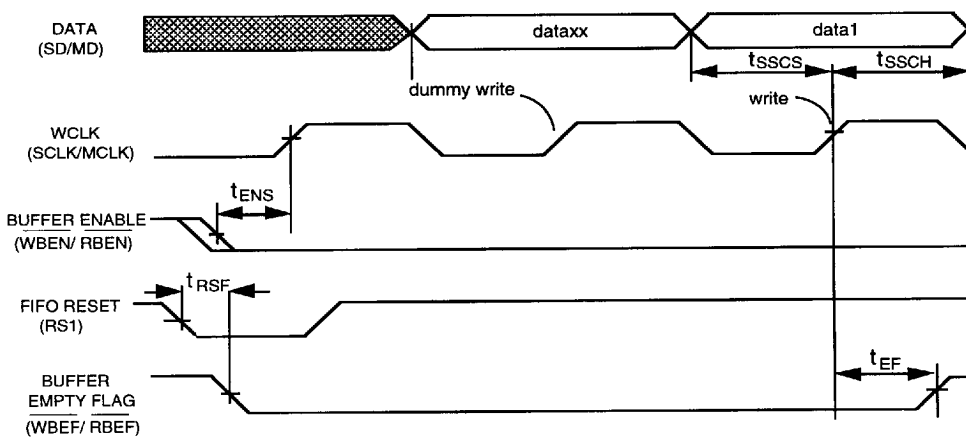 DATA
(SD/MD)
dataxx
data1
tSSCS
tSSCH
dummy write
write
WCLK
(SCLK/MCLK)
tENS
BUFFER ENABLE
(WBEN/ RBEN)
tRSF
FIFO RESET
(RS1)
tEF
BUFFER
EMPTY FLAG
(WBEF/ RBEF)